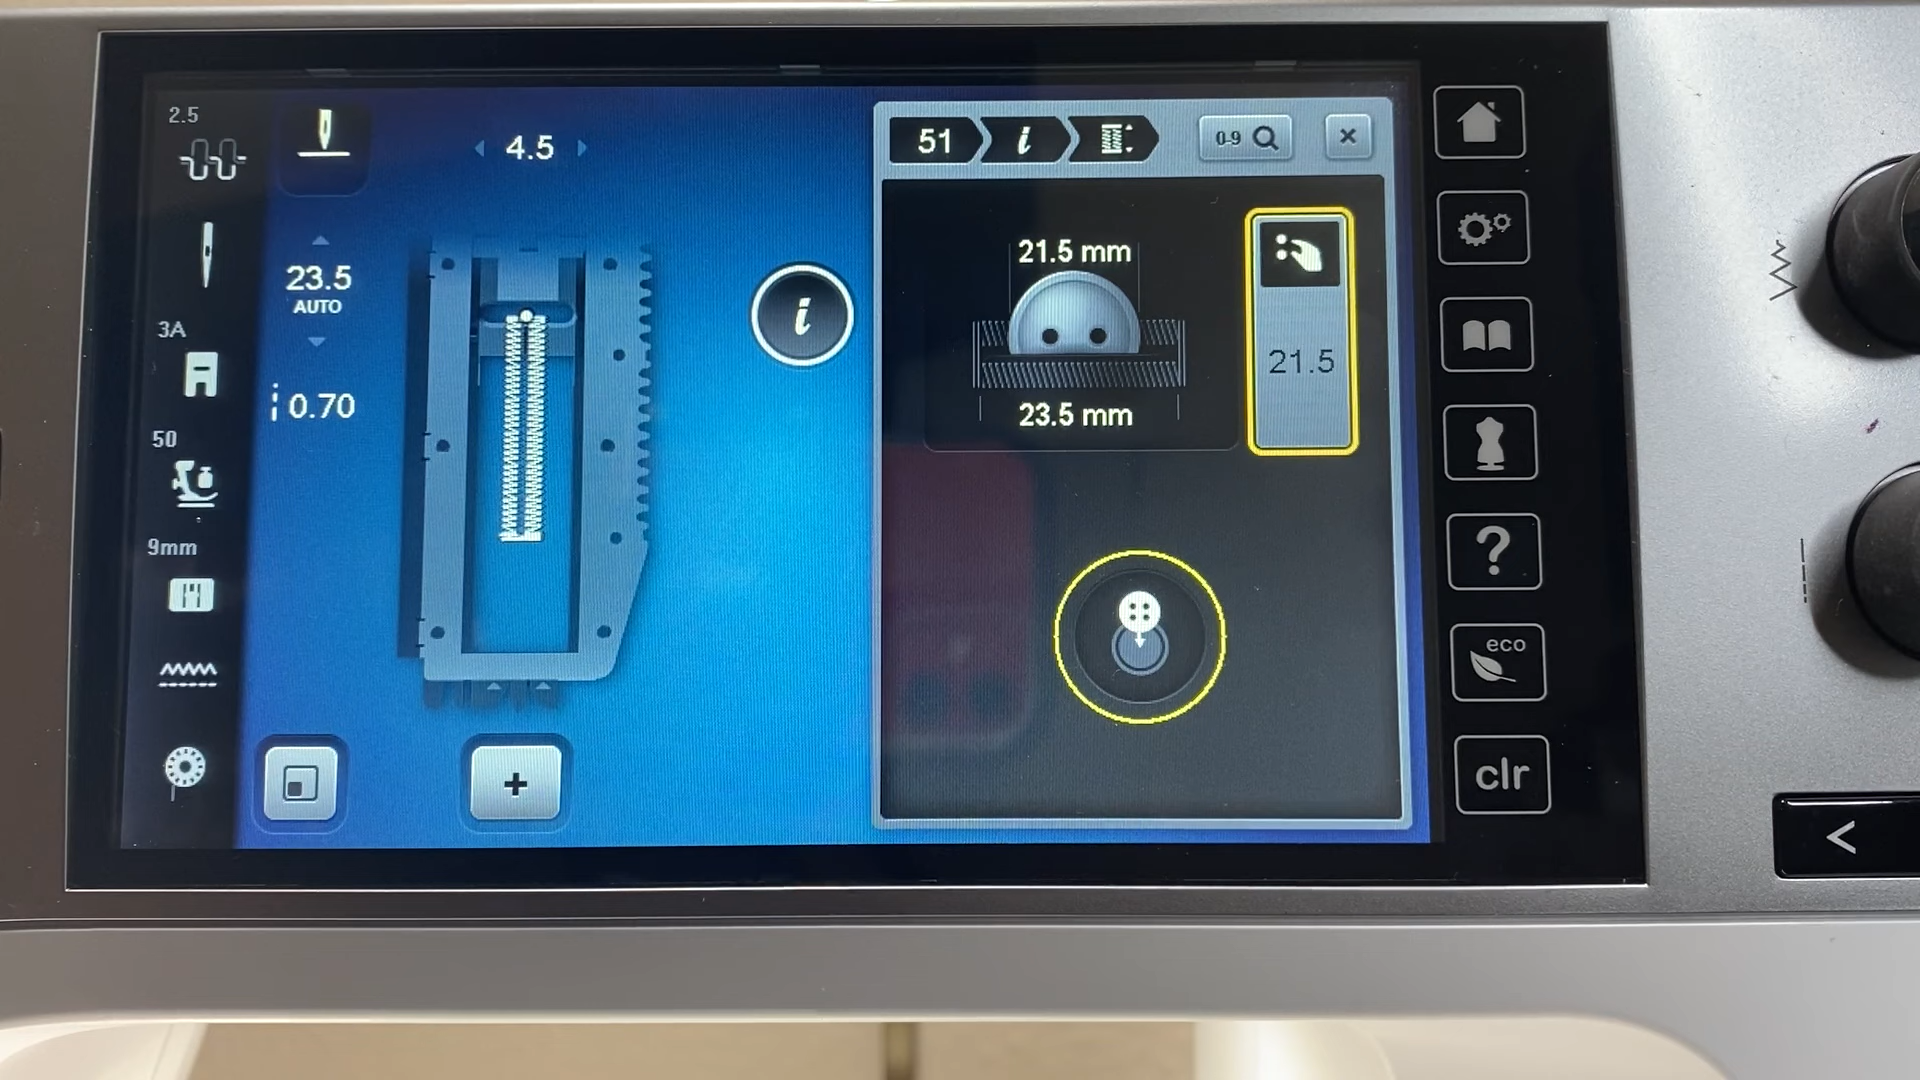 2.5
4.5
23.5
AUTO
0.70
3A
50
9mm
+
i
51
i
0-9
×
21.5 mm
23.5 mm
21.5
?
eco
clr
<